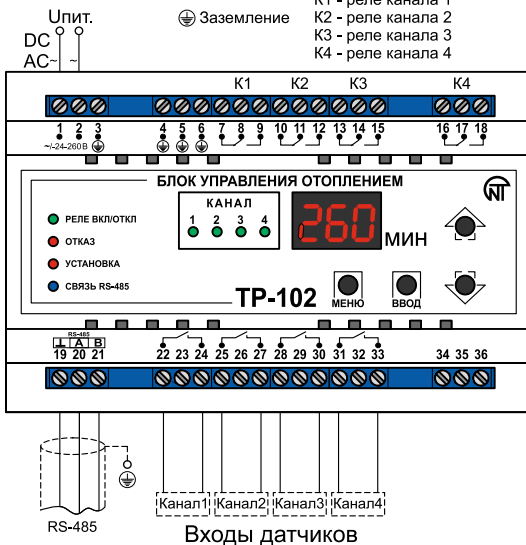 К1 - реле канала 1
Uпит.
Заземление
К2 - реле канала 2
DC
К3 - реле канала 3
AC~ ~
К4 - реле канала 4
К1 К2 К3 К4
1 2 3 4 5 6 7 8 9 10 11 12 13 14 15 16 17 18
~/-24-260В
БЛОК УПРАВЛЕНИЯ ОТОПЛЕНИЕМ
NT
КАНАЛ
1 2 3 4
РЕЛЕ ВКЛ/ОТКЛ
ОТКАЗ
УСТАНОВКА
СВЯЗЬ RS-485
260
МИН
ТР-102
МЕНЮ
ВВОД
RS-485
⊥ A B
19 20 21 22 23 24 25 26 27 28 29 30 31 32 33 34 35 36
RS-485
Канал1 Канал2 Канал3 Канал4
Входы датчиков